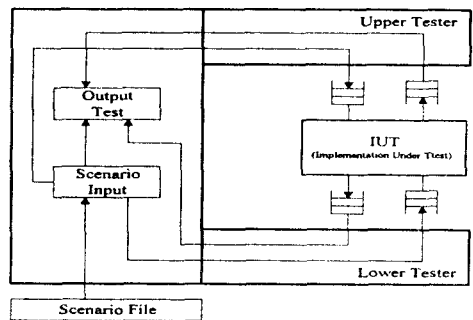 Upper Tester
Output
Test
IUT
(Implementation Under Ttest)
Scenario
Input
Lower Tester
Scenario File